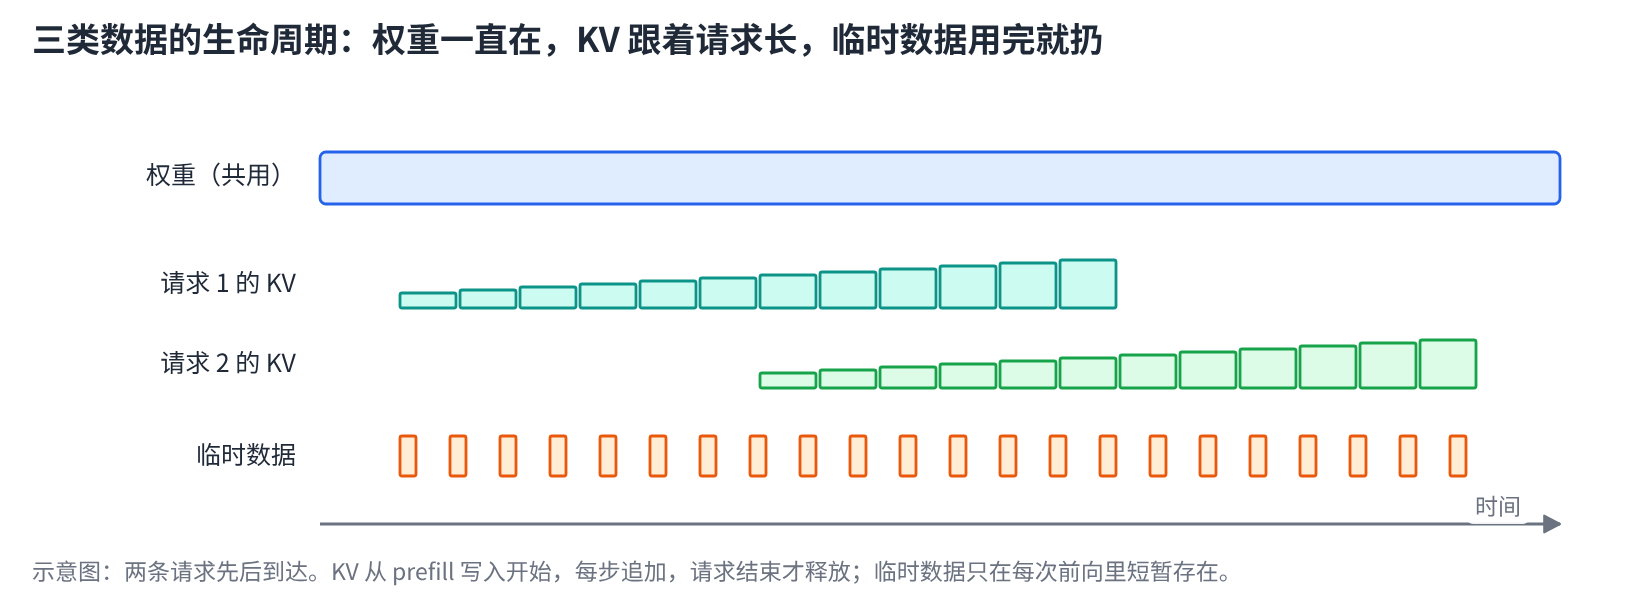 三类数据的生命周期：权重一直在，KV 跟着请求长，临时数据用完就扔
权重（共用）
请求 1 的 KV
请求 2 的 KV
临时数据
时间
示意图：两条请求先后到达。KV 从 prefill 写入开始，每步追加，请求结束才释放；临时数据只在每次前向里短暂存在。